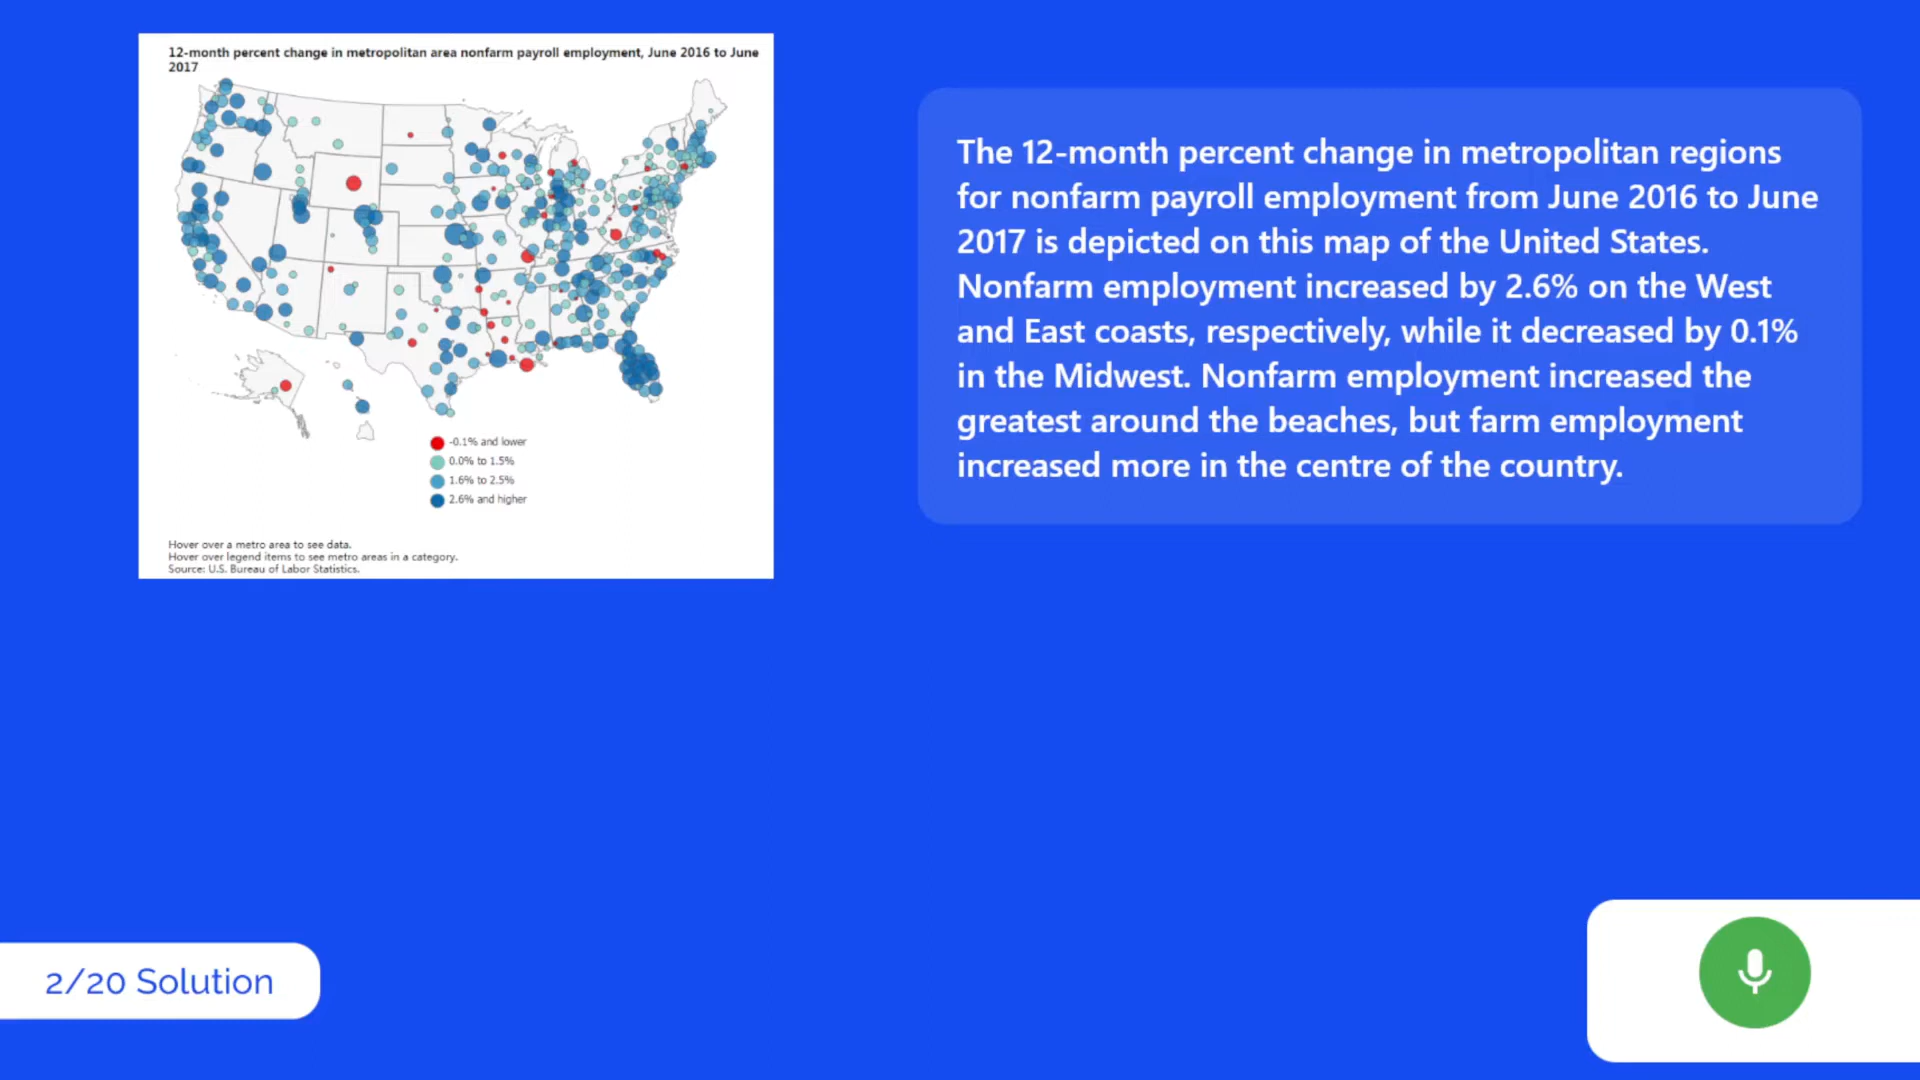 12-month percent change in metropolitan area nonfarm payroll employment, June 2016 to June
2017
-0.1% and lower
0.0% to 1.5%
1.6% to 2.5%
2.6% and higher
Hover over a metro area to see data.
Hover over legend items to see metro areas in a category.
Source: U.S. Bureau of Labor Statistics.
The 12-month percent change in metropolitan regions
for nonfarm payroll employment from June 2016 to June
2017 is depicted on this map of the United States.
Nonfarm employment increased by 2.6% on the West
and East coasts, respectively, while it decreased by 0.1%
in the Midwest. Nonfarm employment increased the
greatest around the beaches, but farm employment
increased more in the centre of the country.
2/20 Solution